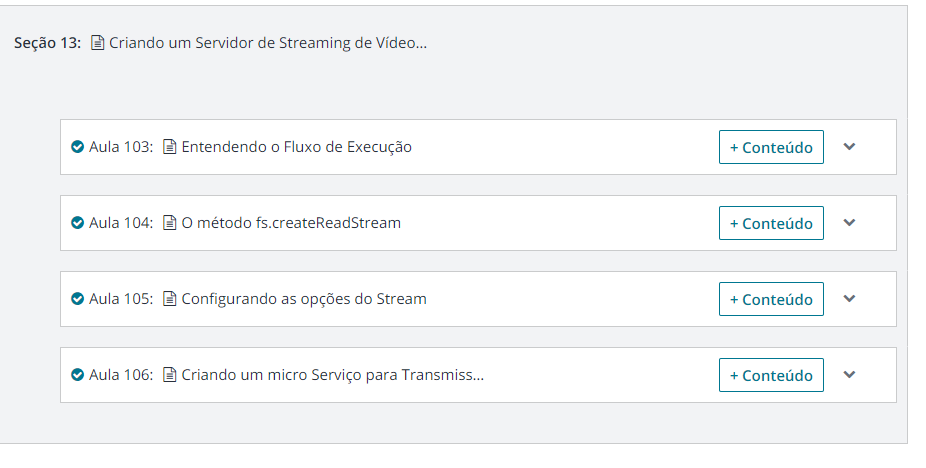 Seção 13: Criando um Servidor de Streaming de Vídeo...
Aula 103: Entendendo o Fluxo de Execução + Conteúdo
Aula 104: O método fs.createReadStream + Conteúdo
Aula 105: Configurando as opções do Stream + Conteúdo
Aula 106: Criando um micro Serviço para Transmiss... + Conteúdo